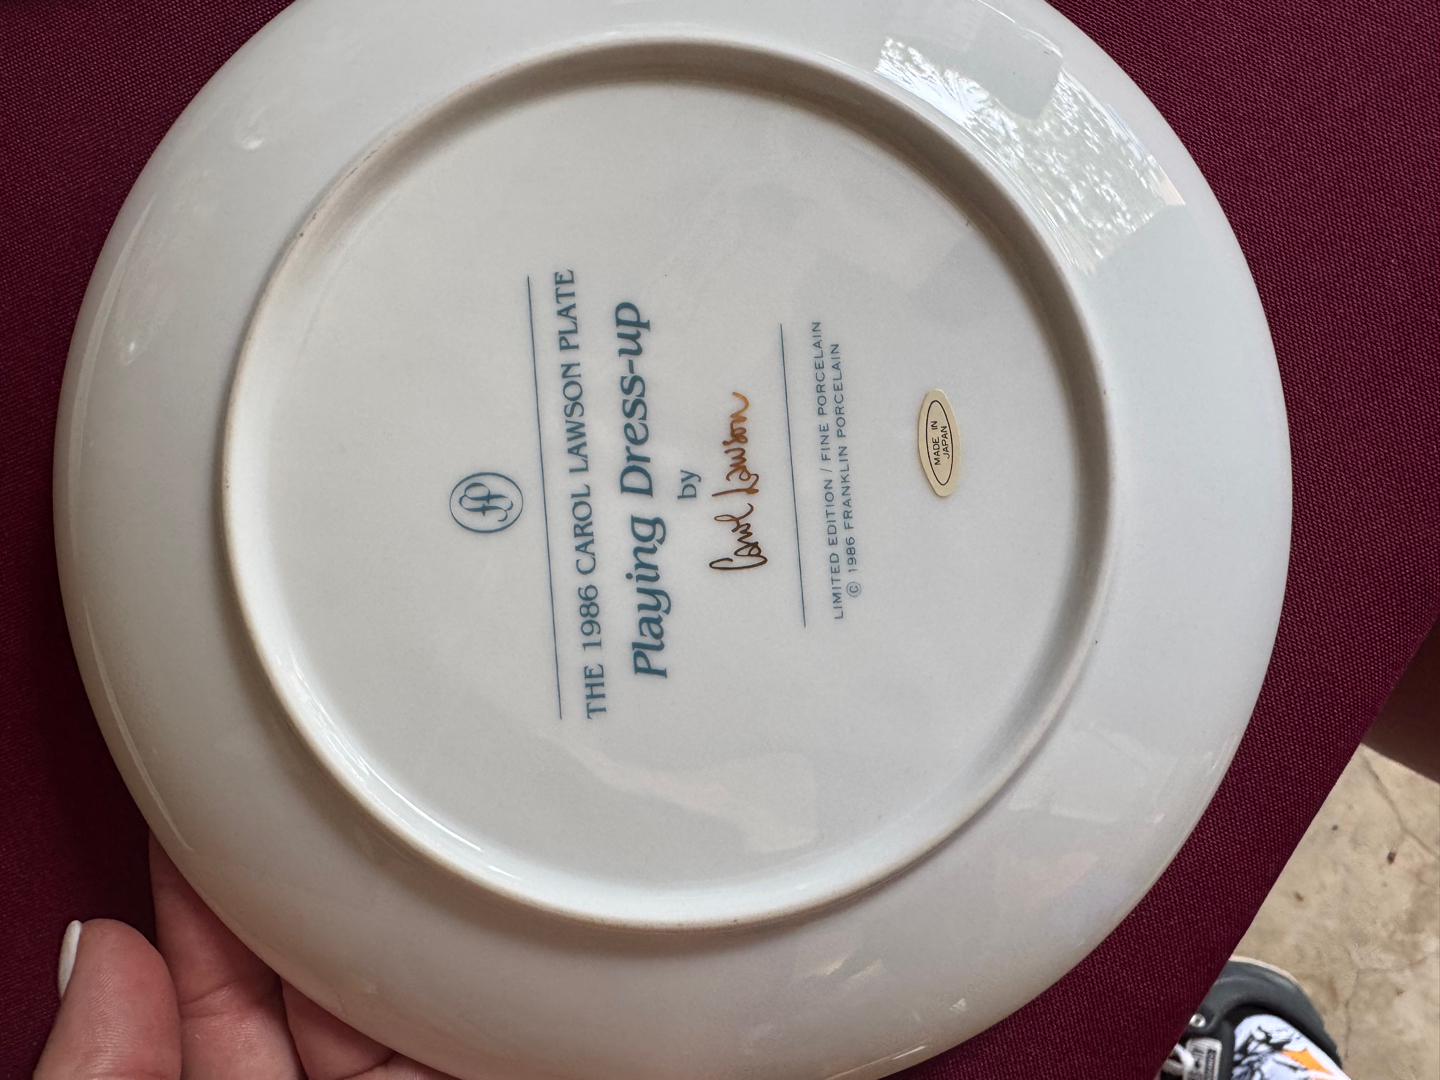 fp
THE 1986 CAROL LAWSON PLATE
Playing Dress-up
by
Carol Lawson
LIMITED EDITION / FINE PORCELAIN
© 1986 FRANKLIN PORCELAIN
MADE IN
JAPAN